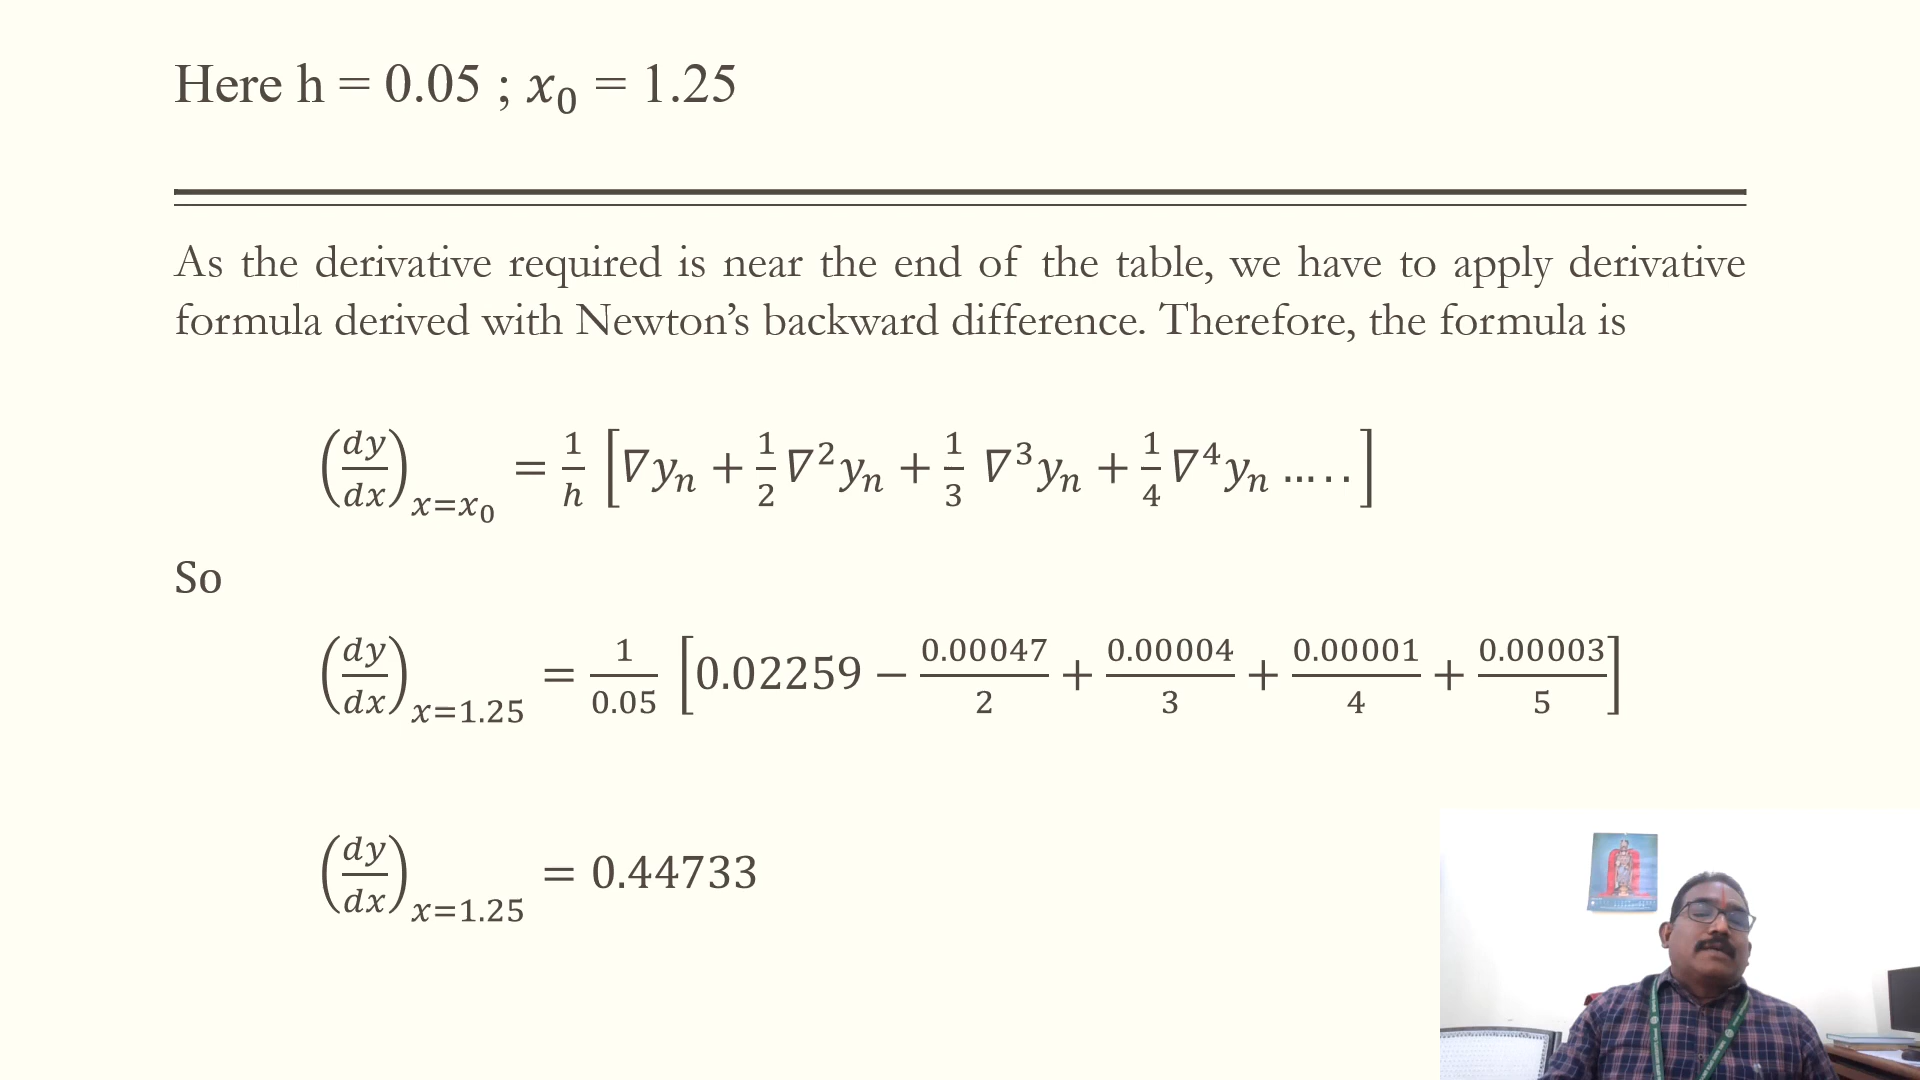 Here h = 0.05 ; x₀ = 1.25
As the derivative required is near the end of the table, we have to apply derivative
formula derived with Newton’s backward difference. Therefore, the formula is
(dy/dx)ₓ₌ₓ₀ = 1/h [∇yₙ + 1/2 ∇²yₙ + 1/3 ∇³yₙ + 1/4 ∇⁴yₙ …..]
So
(dy/dx)ₓ₌₁.₂₅ = 1/0.05 [0.02259 − 0.00047/2 + 0.00004/3 + 0.00001/4 + 0.00003/5]
(dy/dx)ₓ₌₁.₂₅ = 0.44733